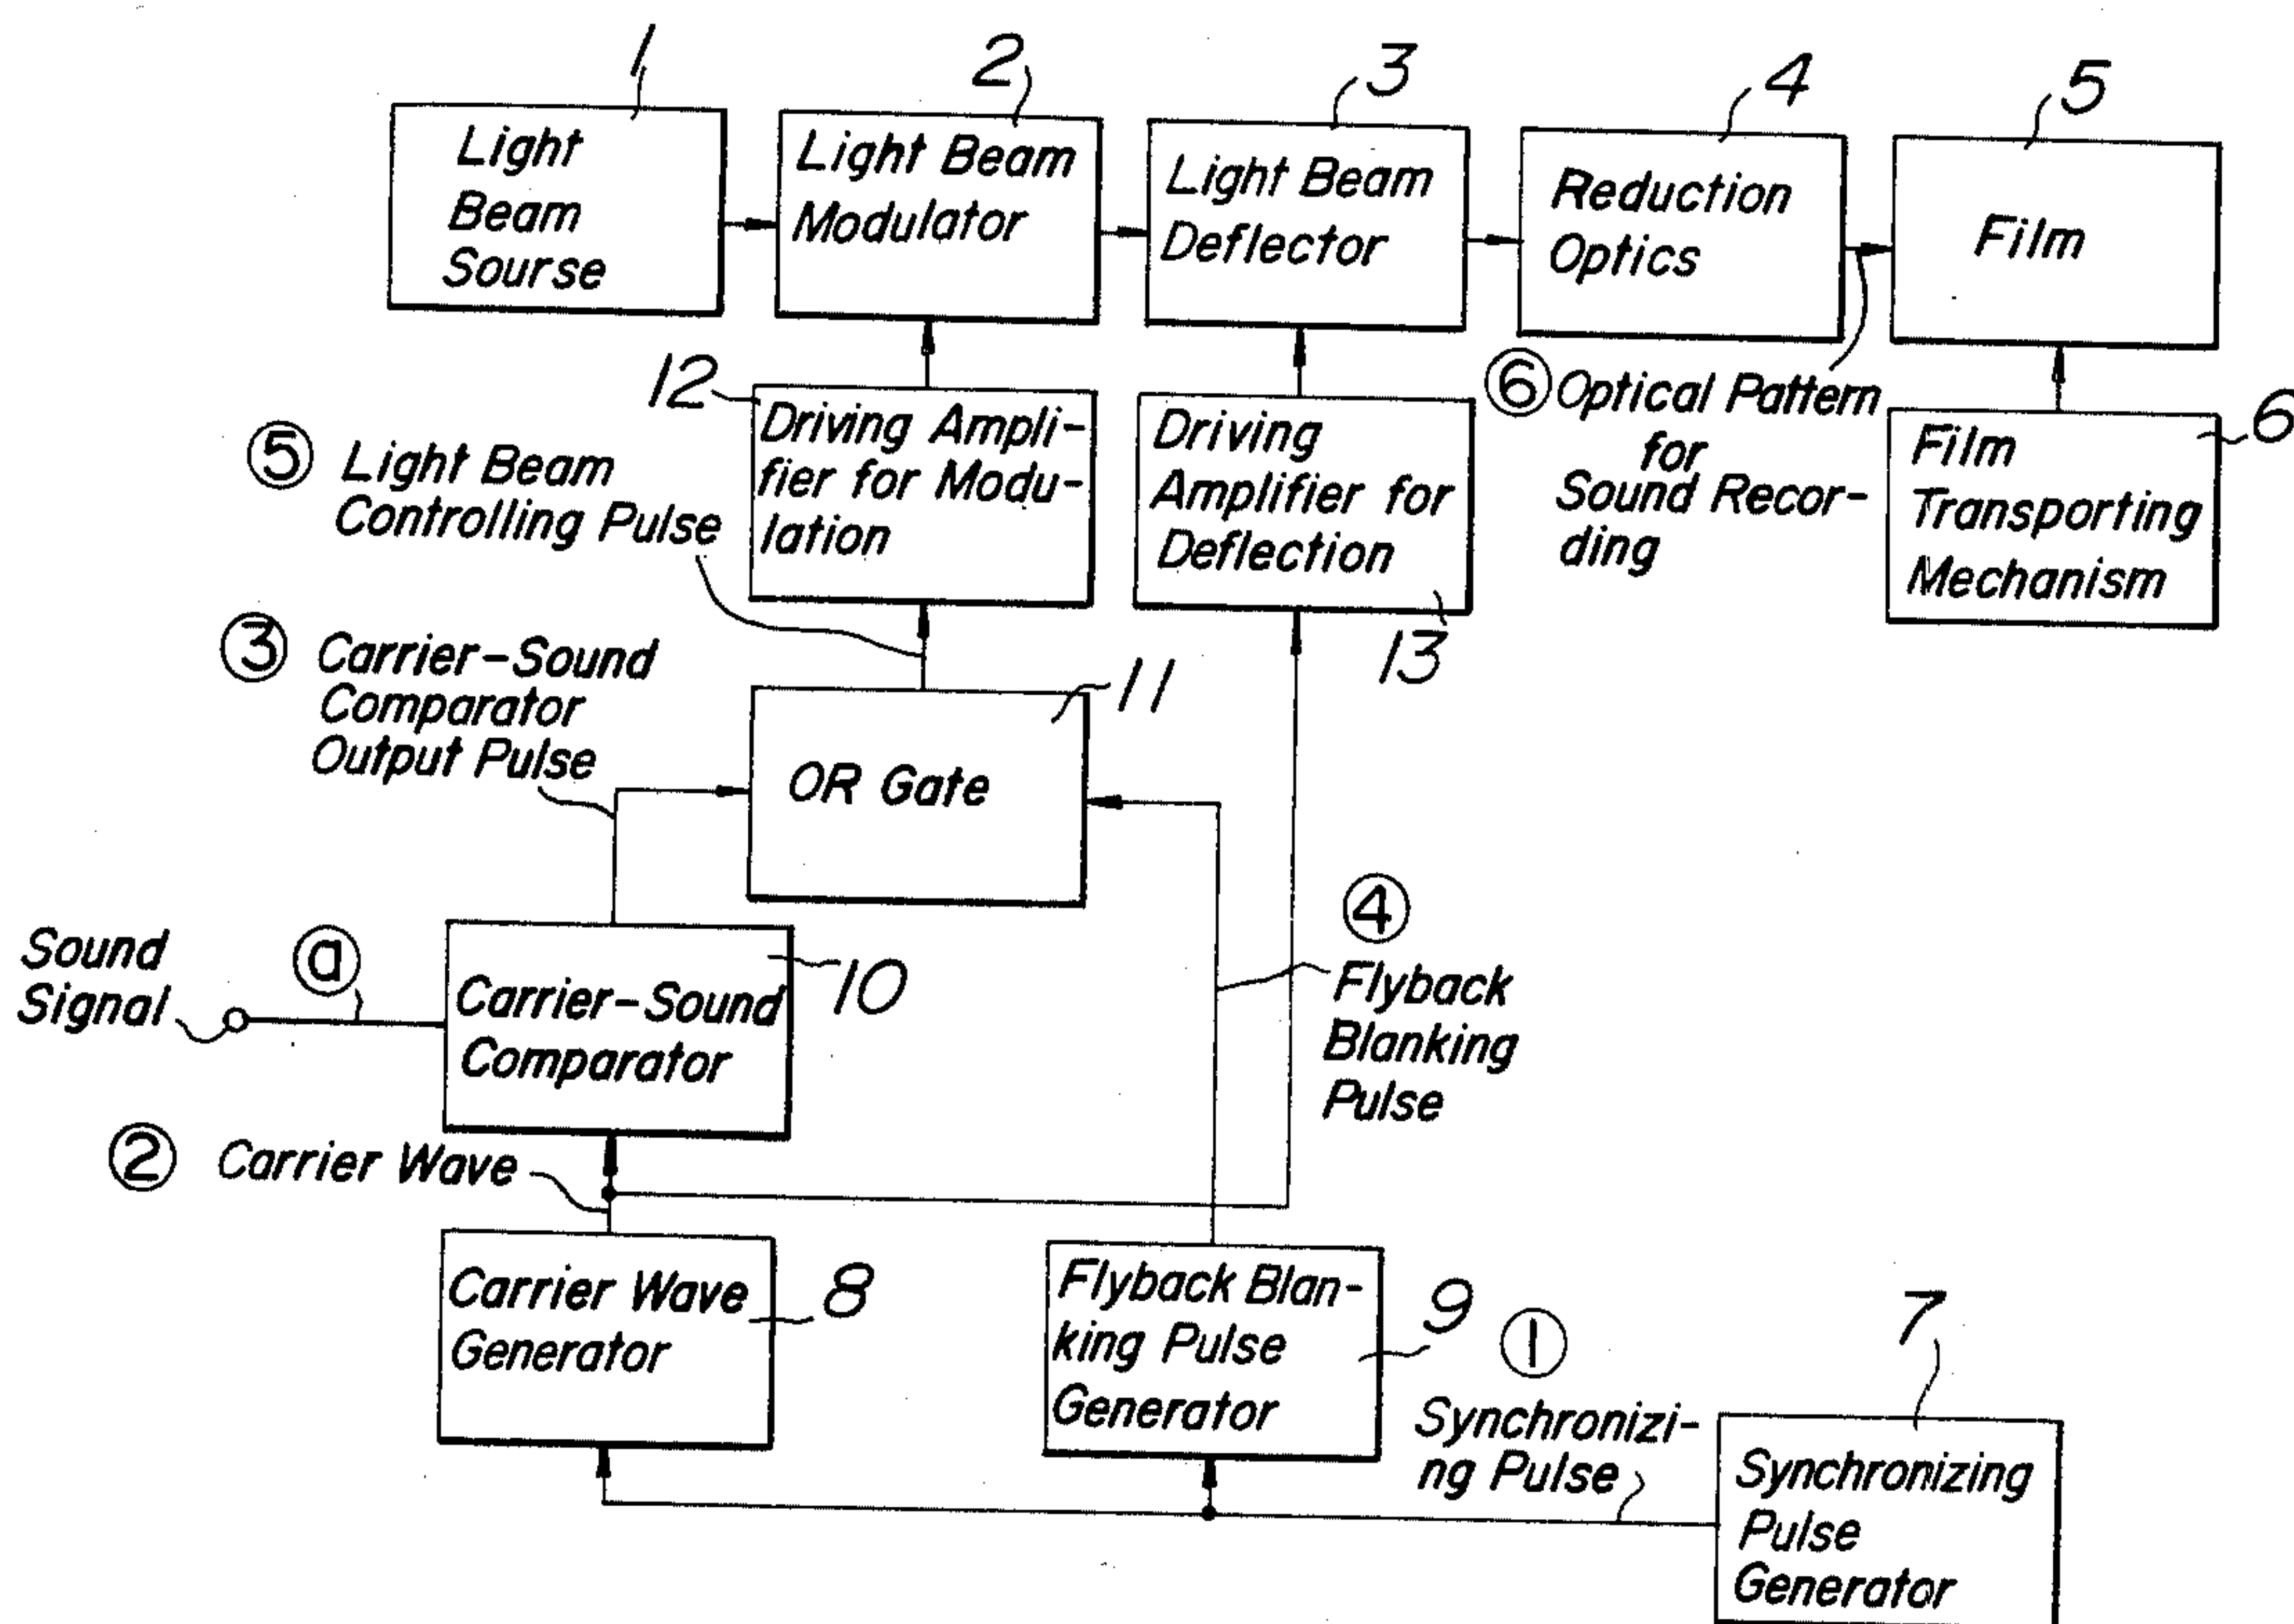 1
2
3
4
5
Light
Beam
Sourse
Light Beam
Modulator
Light Beam
Deflector
Reduction
Optics
Film
12
Driving Ampli-
fier for Modu-
lation
Driving
Amplifier for
Deflection
13
⑥ Optical Pattern
for
Sound Recor-
ding
6
Film
Transporting
Mechanism
⑤ Light Beam
Controlling Pulse
③ Carrier-Sound
Comparator
Output Pulse
11
OR Gate
Sound
Signal
ⓐ
Carrier-Sound
Comparator
10
④
Flyback
Blanking
Pulse
② Carrier Wave
Carrier Wave
Generator
8
Flyback Blan-
king Pulse
Generator
9
①
Synchronizi-
ng Pulse
7
Synchronizing
Pulse
Generator